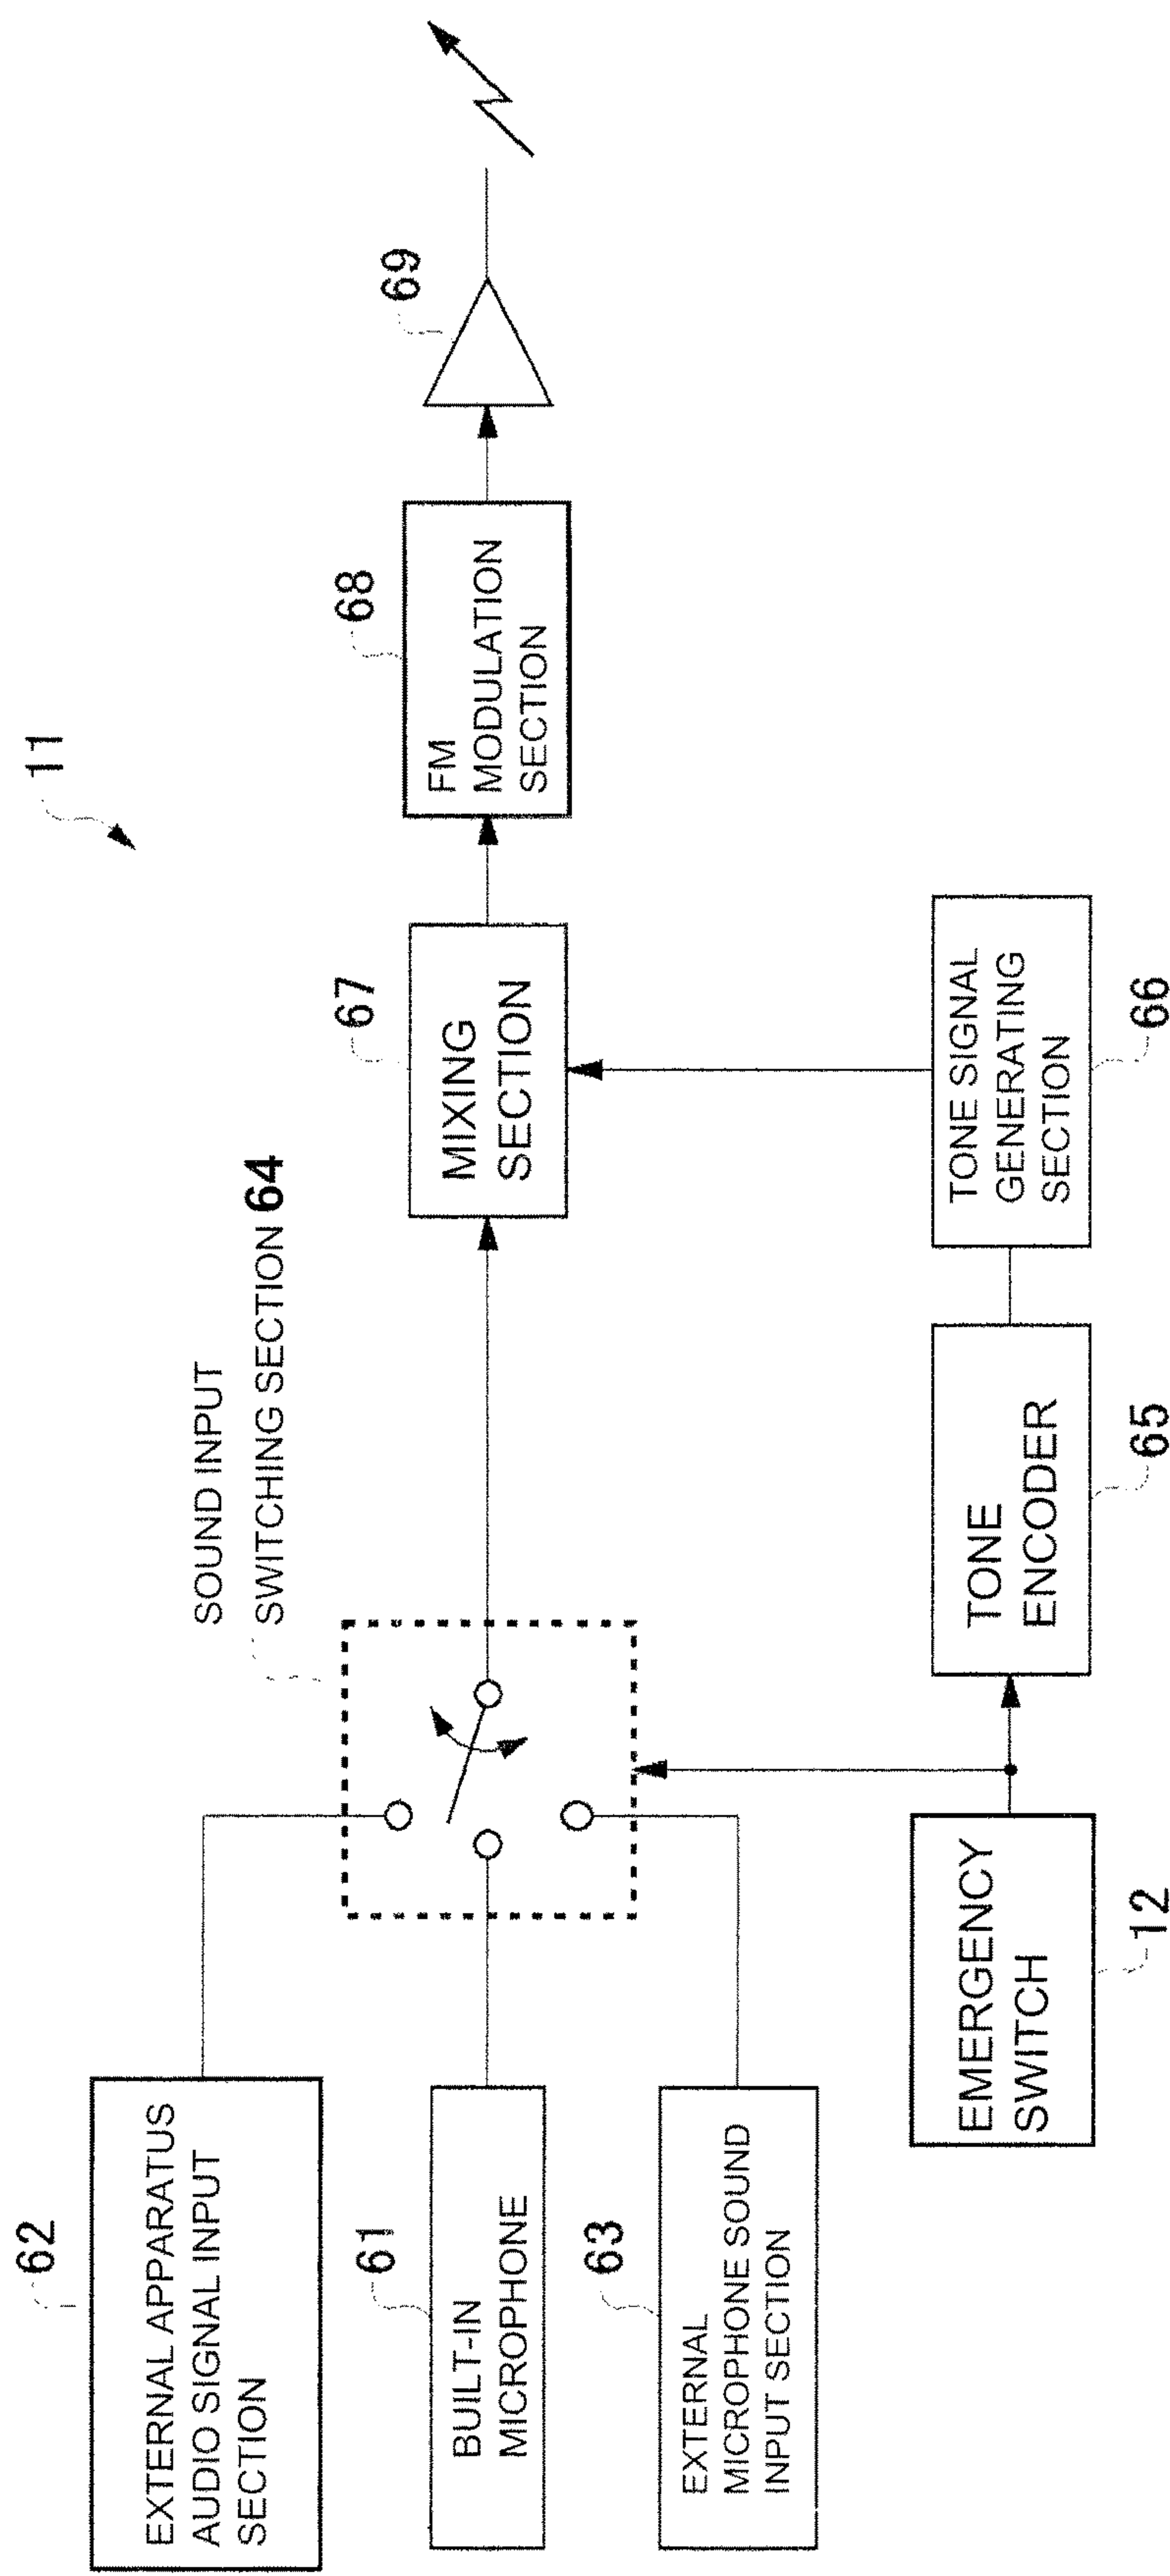 11
62
EXTERNAL APPARATUS
AUDIO SIGNAL INPUT
SECTION
61
BUILT-IN
MICROPHONE
63
EXTERNAL
MICROPHONE SOUND
INPUT SECTION
SOUND INPUT
SWITCHING SECTION 64
67
MIXING
SECTION
68
FM
MODULATION
SECTION
69
EMERGENCY
SWITCH
12
TONE
ENCODER
65
TONE SIGNAL
GENERATING
SECTION
66